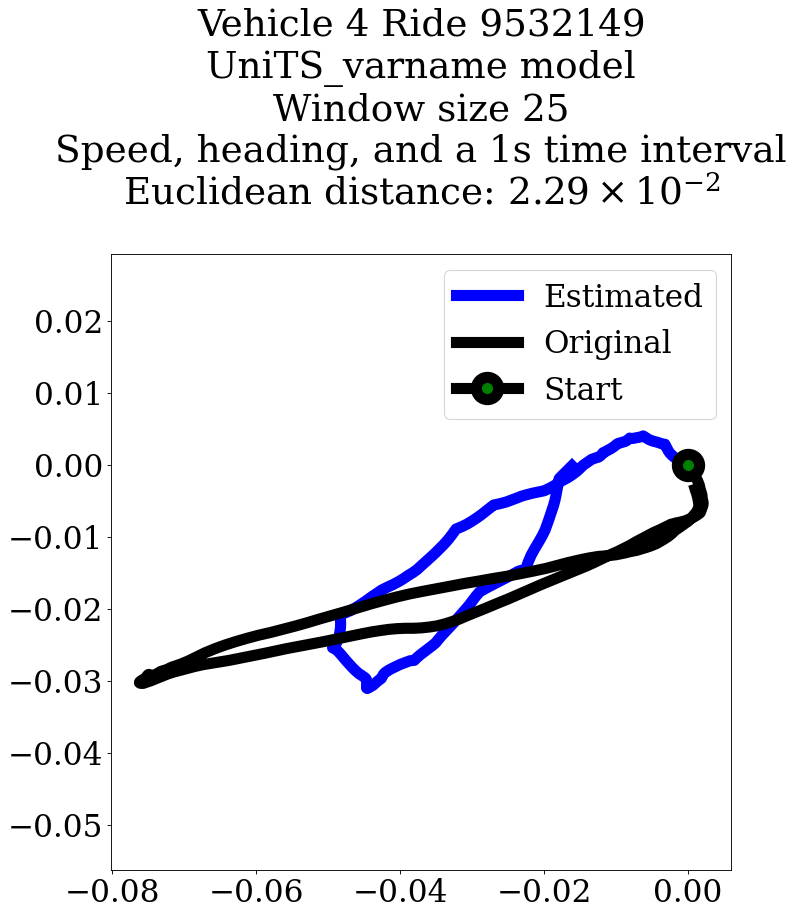 Vehicle 4 Ride 9532149
UniTS_varname model
Window size 25
Speed, heading, and a 1s time interval
Euclidean distance: 2.29 × 10⁻²
Estimated
Original
Start
0.02
0.01
0.00
−0.01
−0.02
−0.03
−0.04
−0.05
−0.08 −0.06 −0.04 −0.02 0.00